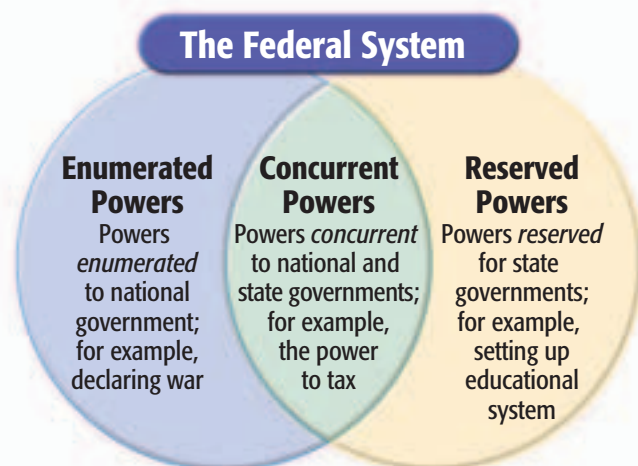 The Federal System
Enumerated
Powers
Powers
enumerated
to national
government;
for example,
declaring war
Concurrent
Powers
Powers concurrent
to national and
state governments;
for example,
the power
to tax
Reserved
Powers
Powers reserved
for state
governments;
for example,
setting up
educational
system